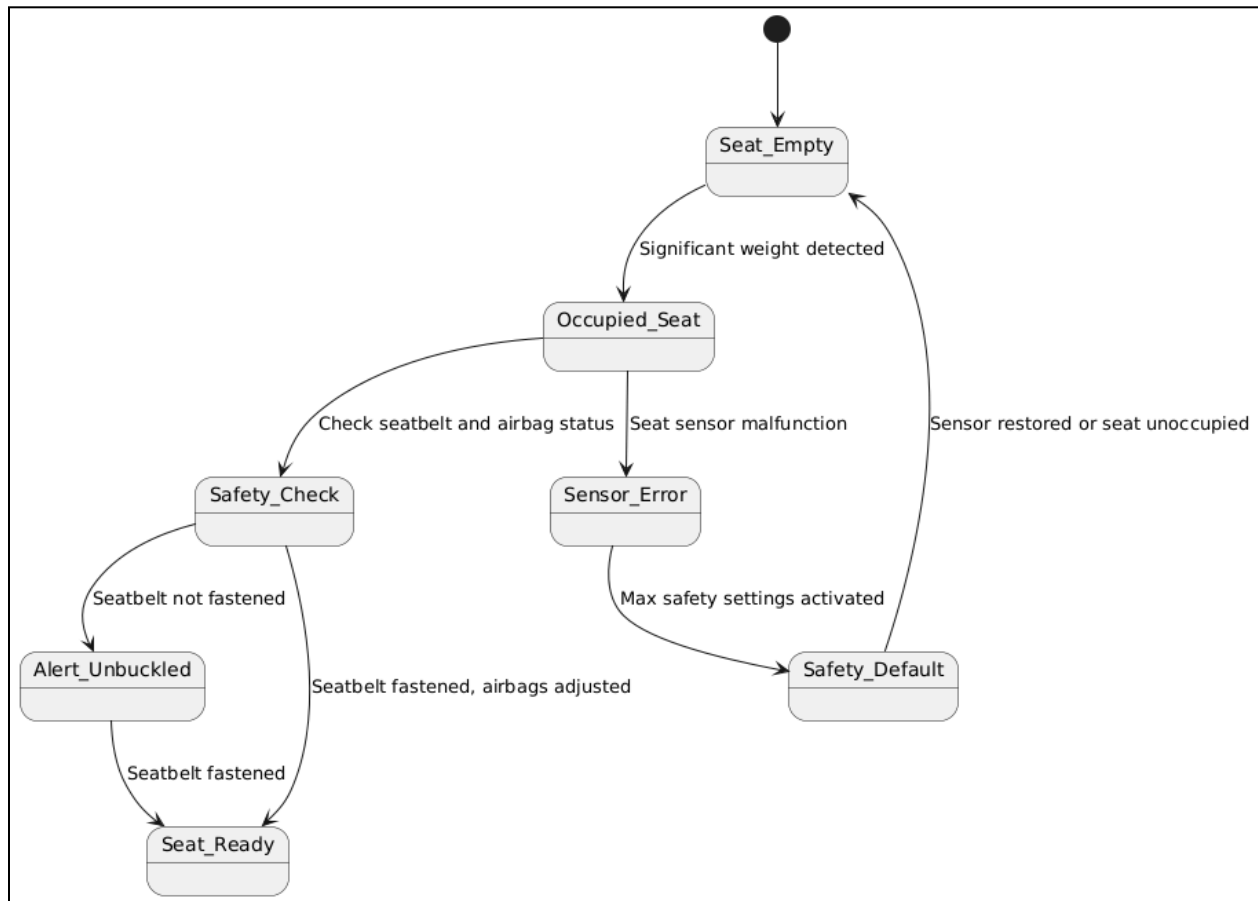 Seat_Empty
Significant weight detected
Occupied_Seat
Check seatbelt and airbag status
Seat sensor malfunction
Sensor restored or seat unoccupied
Safety_Check
Sensor_Error
Seatbelt not fastened
Max safety settings activated
Alert_Unbuckled
Seatbelt fastened, airbags adjusted
Safety_Default
Seatbelt fastened
Seat_Ready